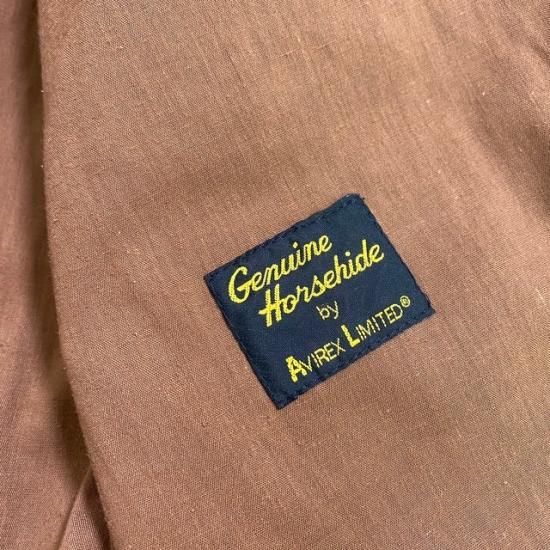 Genuine
Horsehide
by
AVIREX LIMITED®